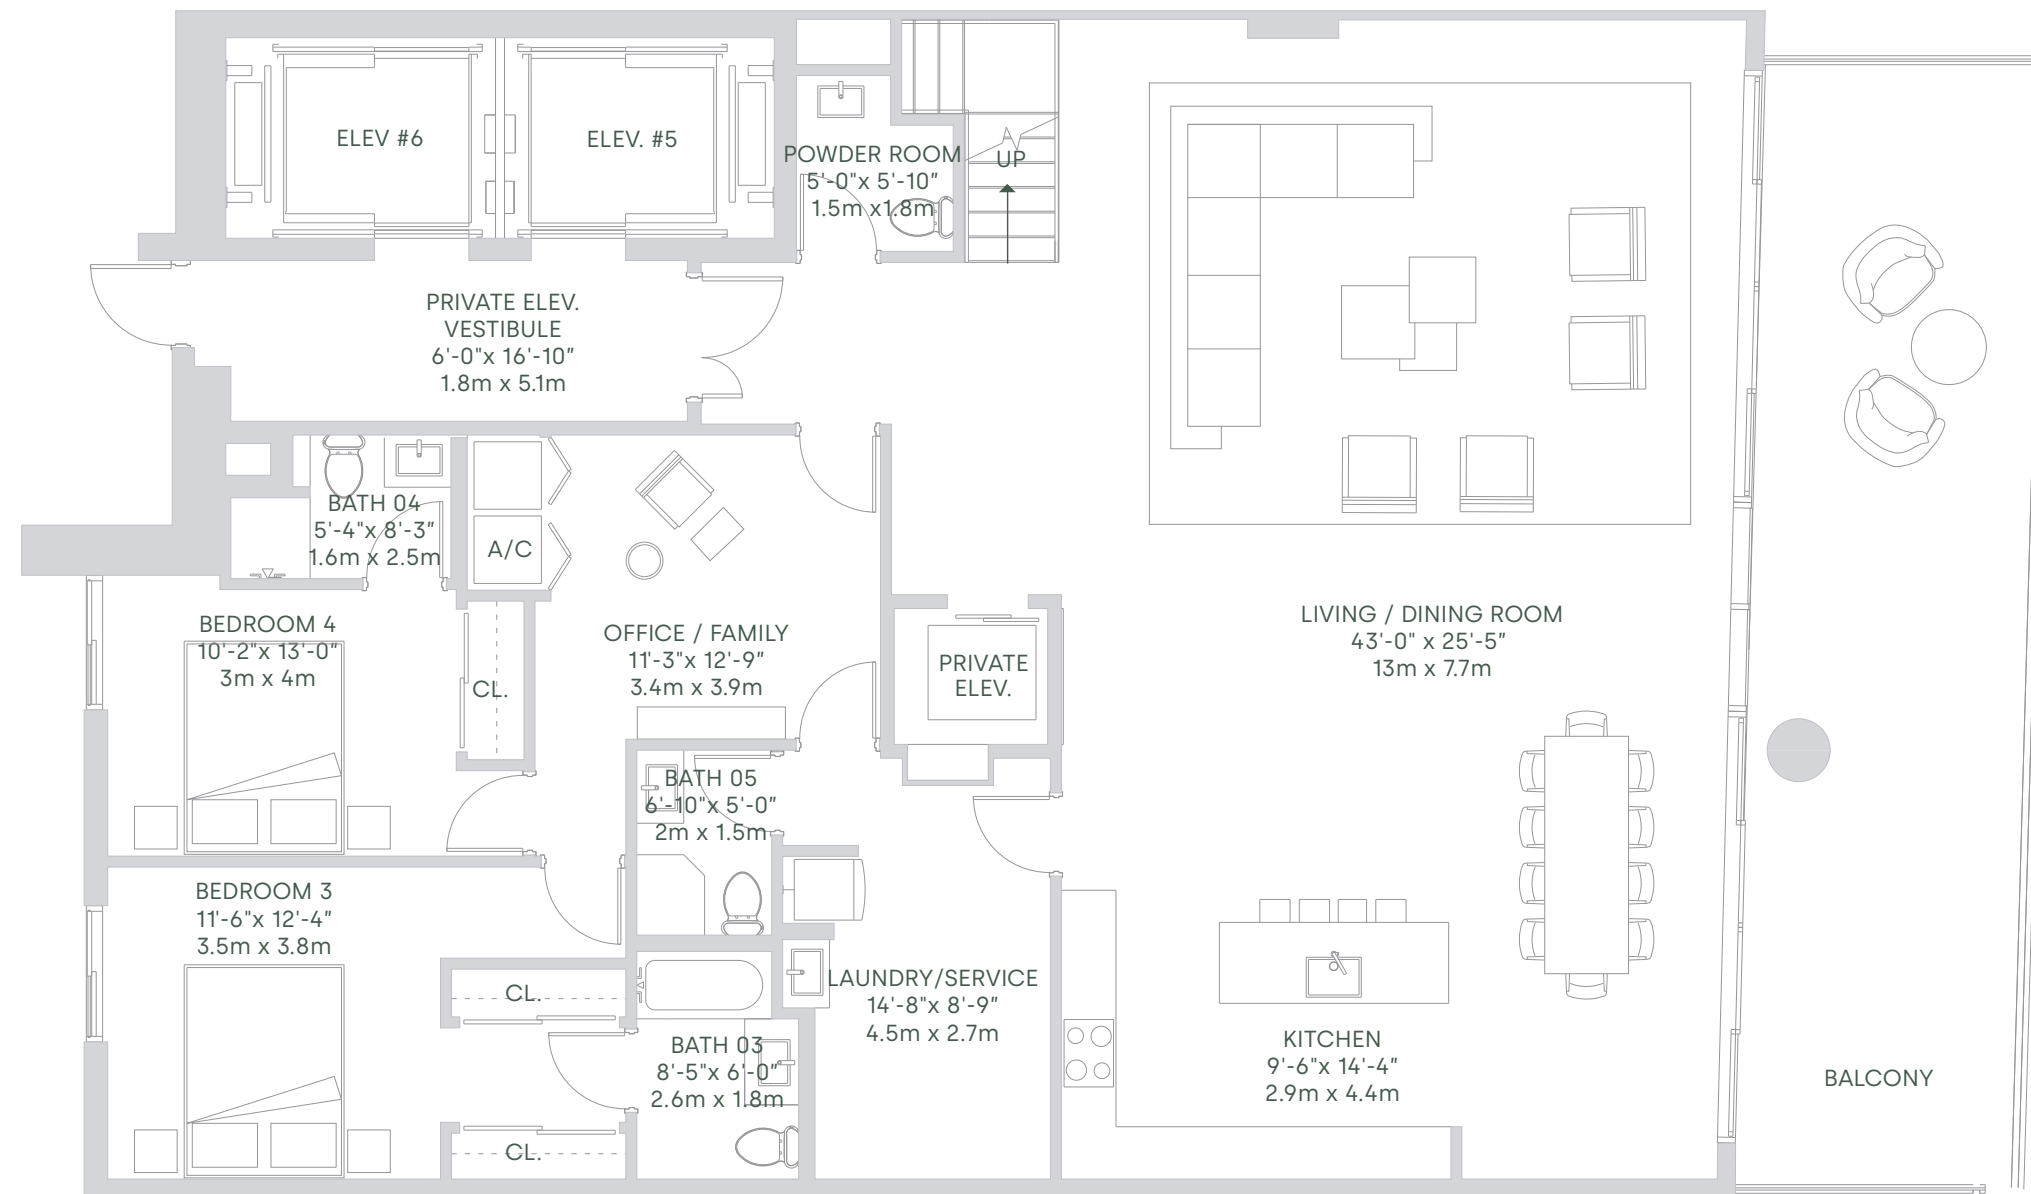 ELEV #6
ELEV. #5
POWDER ROOM
5'-0"x 5'-10"
1.5m x1.8m
UP
PRIVATE ELEV.
VESTIBULE
6'-0"x 16'-10"
1.8m x 5.1m
BATH 04
5'-4"x 8'-3"
1.6m x 2.5m
A/C
BEDROOM 4
10'-2"x 13'-0"
3m x 4m
CL.
OFFICE / FAMILY
11'-3"x 12'-9"
3.4m x 3.9m
PRIVATE
ELEV.
LIVING / DINING ROOM
43'-0" x 25'-5"
13m x 7.7m
BATH 05
6'-10"x 5'-0"
2m x 1.5m
BEDROOM 3
11'-6"x 12'-4"
3.5m x 3.8m
CL.
LAUNDRY/SERVICE
14'-8"x 8'-9"
4.5m x 2.7m
BATH 03
8'-5"x 6'-0"
2.6m x 1.8m
KITCHEN
9'-6"x 14'-4"
2.9m x 4.4m
BALCONY
CL.